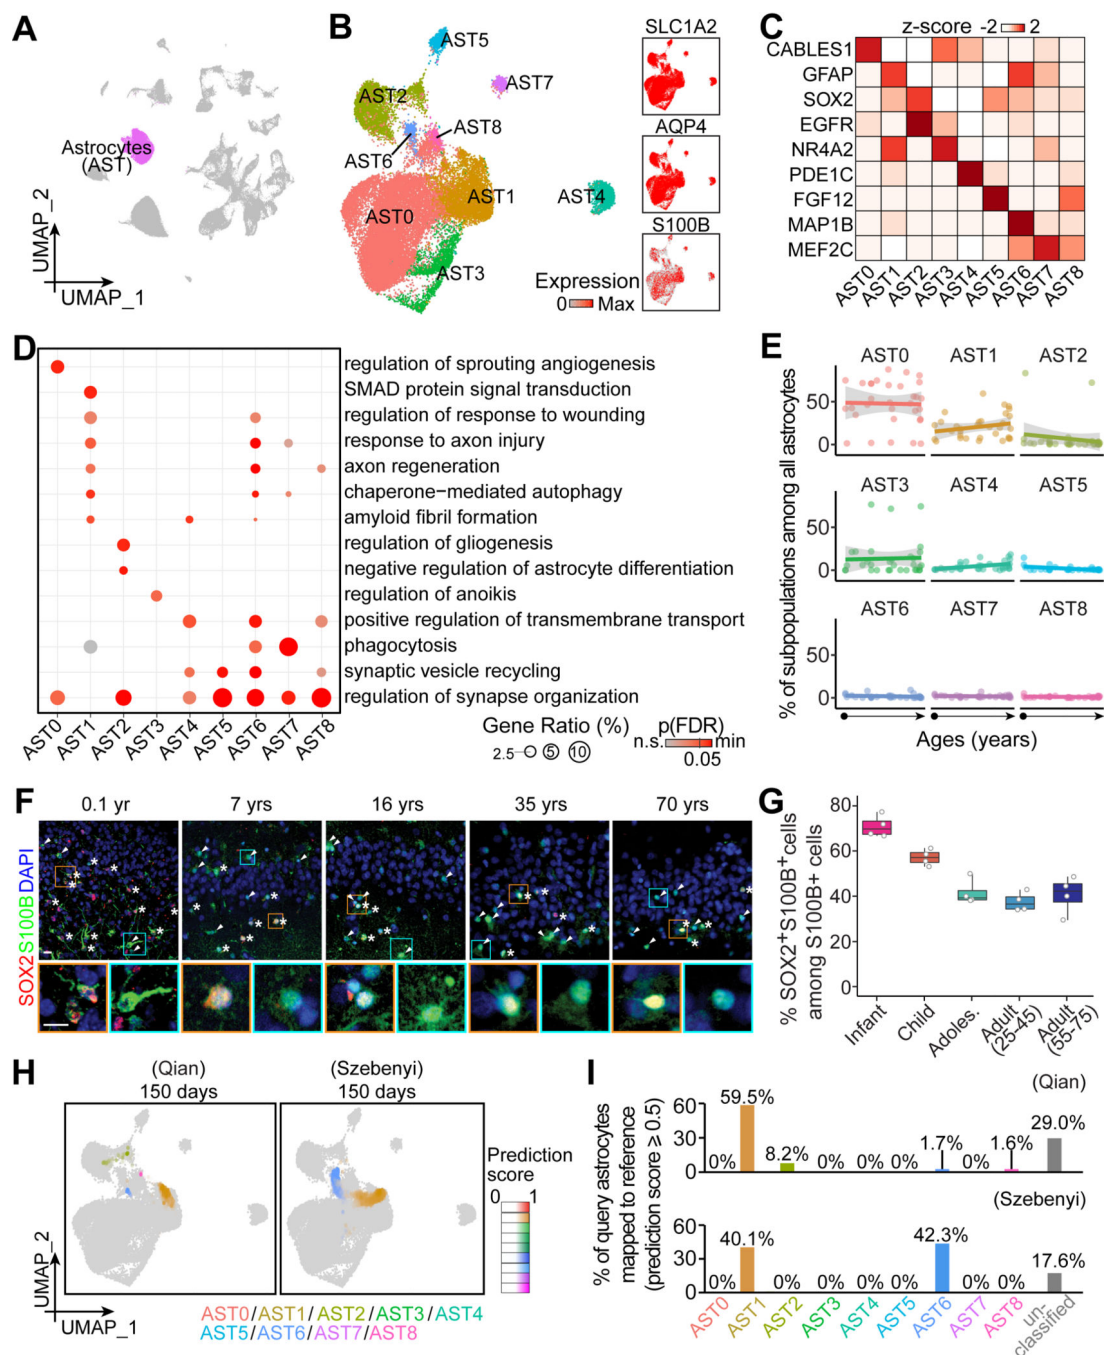 A
Astrocytes
(AST)
UMAP_2
UMAP_1
B
AST5
AST7
AST2
AST8
AST6
AST1
AST4
AST0
AST3
SLC1A2
AQP4
S100B
Expression
0 Max
C
z-score -2 2
CABLES1
GFAP
SOX2
EGFR
NR4A2
PDE1C
FGF12
MAP1B
MEF2C
AST0 AST1 AST2 AST3 AST4 AST5 AST6 AST7 AST8
D
regulation of sprouting angiogenesis
SMAD protein signal transduction
regulation of response to wounding
response to axon injury
axon regeneration
chaperone-mediated autophagy
amyloid fibril formation
regulation of gliogenesis
negative regulation of astrocyte differentiation
regulation of anoikis
positive regulation of transmembrane transport
phagocytosis
synaptic vesicle recycling
regulation of synapse organization
AST0 AST1 AST2 AST3 AST4 AST5 AST6 AST7 AST8
Gene Ratio (%)
2.5 5 10
p(FDR)
n.s. min
0.05
E
% of subpopulations among all astrocytes
AST0 AST1 AST2
50
0
AST3 AST4 AST5
50
0
AST6 AST7 AST8
50
0
Ages (years)
F
0.1 yr 7 yrs 16 yrs 35 yrs 70 yrs
SOX2 S100B DAPI
G
% SOX2+S100B+cells
among S100B+ cells
80
60
40
20
0
Infant
Child
Adoles.
Adult
(25-45)
Adult
(55-75)
H
(Qian)
150 days
(Szebenyi)
150 days
Prediction
score
0 1
UMAP_2
UMAP_1
AST0/AST1/AST2/AST3/AST4
AST5/AST6/AST7/AST8
I
% of query astrocytes
mapped to reference
(prediction score ≥ 0.5)
(Qian)
60
30
0
0% 59.5% 8.2% 0% 0% 0% 1.7% 0% 1.6% 29.0%
(Szebenyi)
60
30
0
0% 40.1% 0% 0% 0% 0% 42.3% 0% 0% 17.6%
AST0 AST1 AST2 AST3 AST4 AST5 AST6 AST7 AST8 un-
classified